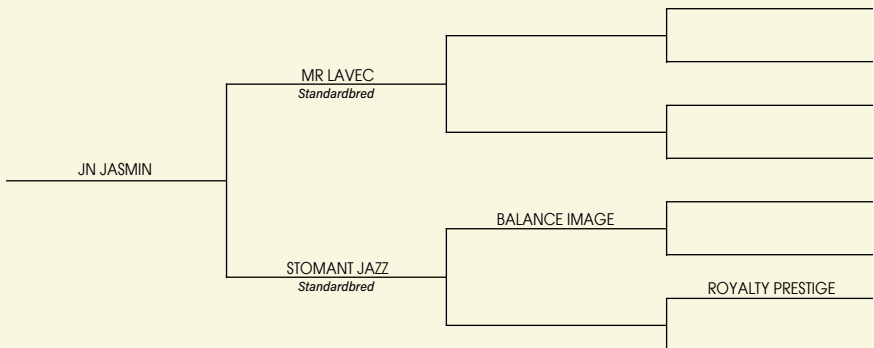 MR LAVEC
Standardbred
JN JASMIN
BALANCE IMAGE
STOMANT JAZZ
Standardbred
ROYALTY PRESTIGE